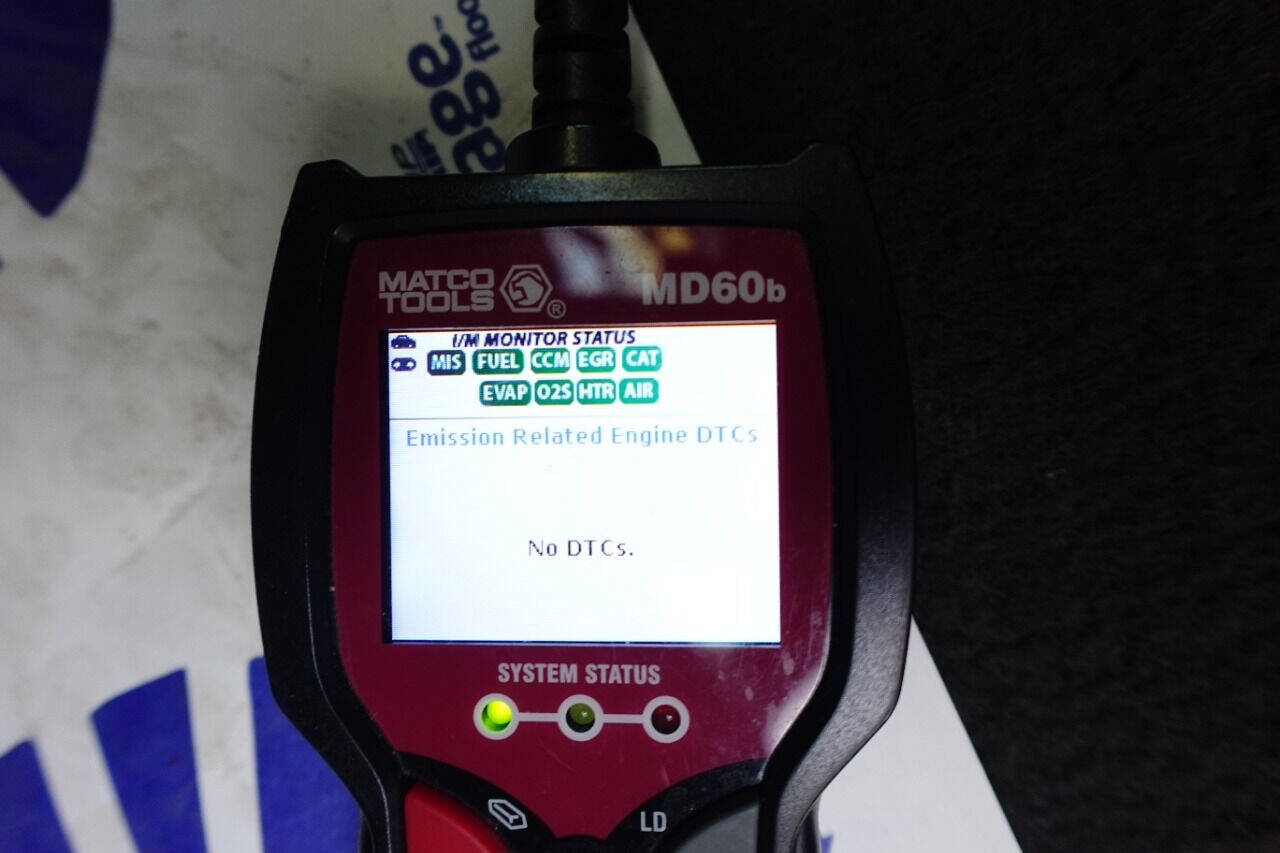 MATCO
TOOLS ®
MD60b
I/M MONITOR STATUS
MIS FUEL CCM EGR CAT
EVAP O2S HTR AIR
Emission Related Engine DTCs
No DTCs.
SYSTEM STATUS
LD